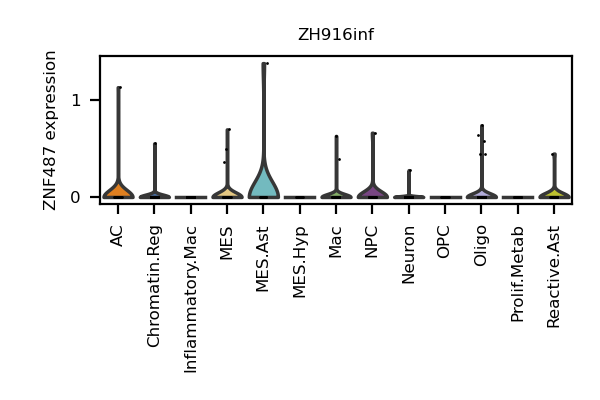 ZH916inf
ZNF487 expression
1
0
AC
Chromatin.Reg
Inflammatory.Mac
MES
MES.Ast
MES.Hyp
Mac
NPC
Neuron
OPC
Oligo
Prolif.Metab
Reactive.Ast